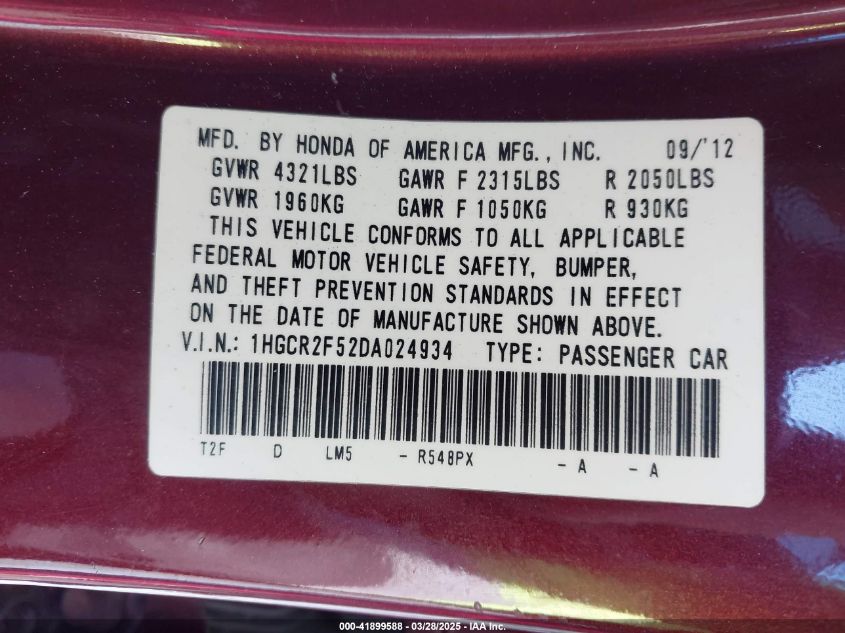 MFD. BY HONDA OF AMERICA MFG., INC. 09/'12
GVWR 4321LBS GAWR F 2315LBS R 2050LBS
GVWR 1960KG GAWR F 1050KG R 930KG
THIS VEHICLE CONFORMS TO ALL APPLICABLE
FEDERAL MOTOR VEHICLE SAFETY, BUMPER,
AND THEFT PREVENTION STANDARDS IN EFFECT
ON THE DATE OF MANUFACTURE SHOWN ABOVE.
V.I.N.: 1HGCR2F52DA024934 TYPE: PASSENGER CAR
T2F D LM5 - R548PX - A - A
000-41899588 - 03/28/2025 - IAA Inc.